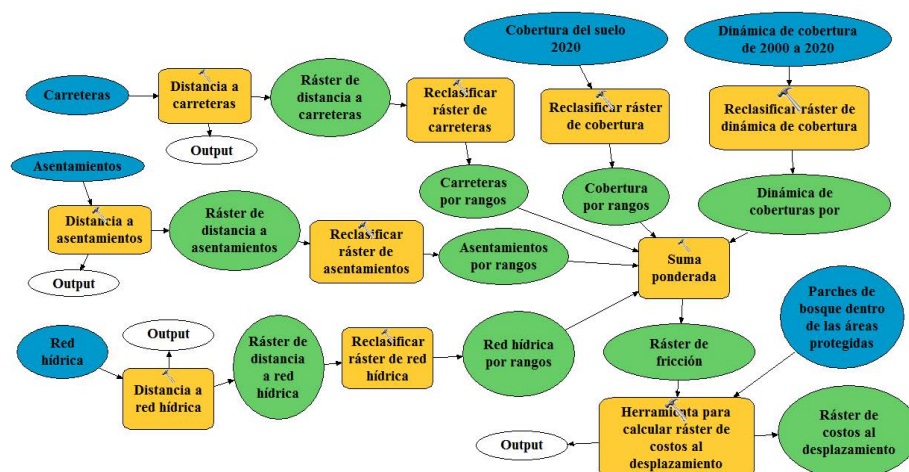 Cobertura del suelo
2020
Dinámica de cobertura
de 2000 a 2020
Carreteras
Distancia a
carreteras
Ráster de
distancia a
carreteras
Reclasificar
ráster de
carreteras
Reclasificar ráster
de cobertura
Reclasificar ráster de
dinámica de cobertura
Output
Asentamientos
Carreteras
por rangos
Cobertura
por rangos
Dinámica de
coberturas por
Distancia a
asentamientos
Ráster de
distancia a
asentamientos
Reclasificar
ráster de
asentamientos
Asentamientos
por rangos
Suma
ponderada
Output
Parches de
bosque dentro
de las áreas
protegidas
Output
Red
hídrica
Distancia a
red hídrica
Ráster de
distancia
a red
hídrica
Reclasificar
ráster de red
hídrica
Red hídrica
por rangos
Ráster de
fricción
Output
Herramienta para
calcular ráster de
costos al
desplazamiento
Ráster de
costos al
desplazamiento